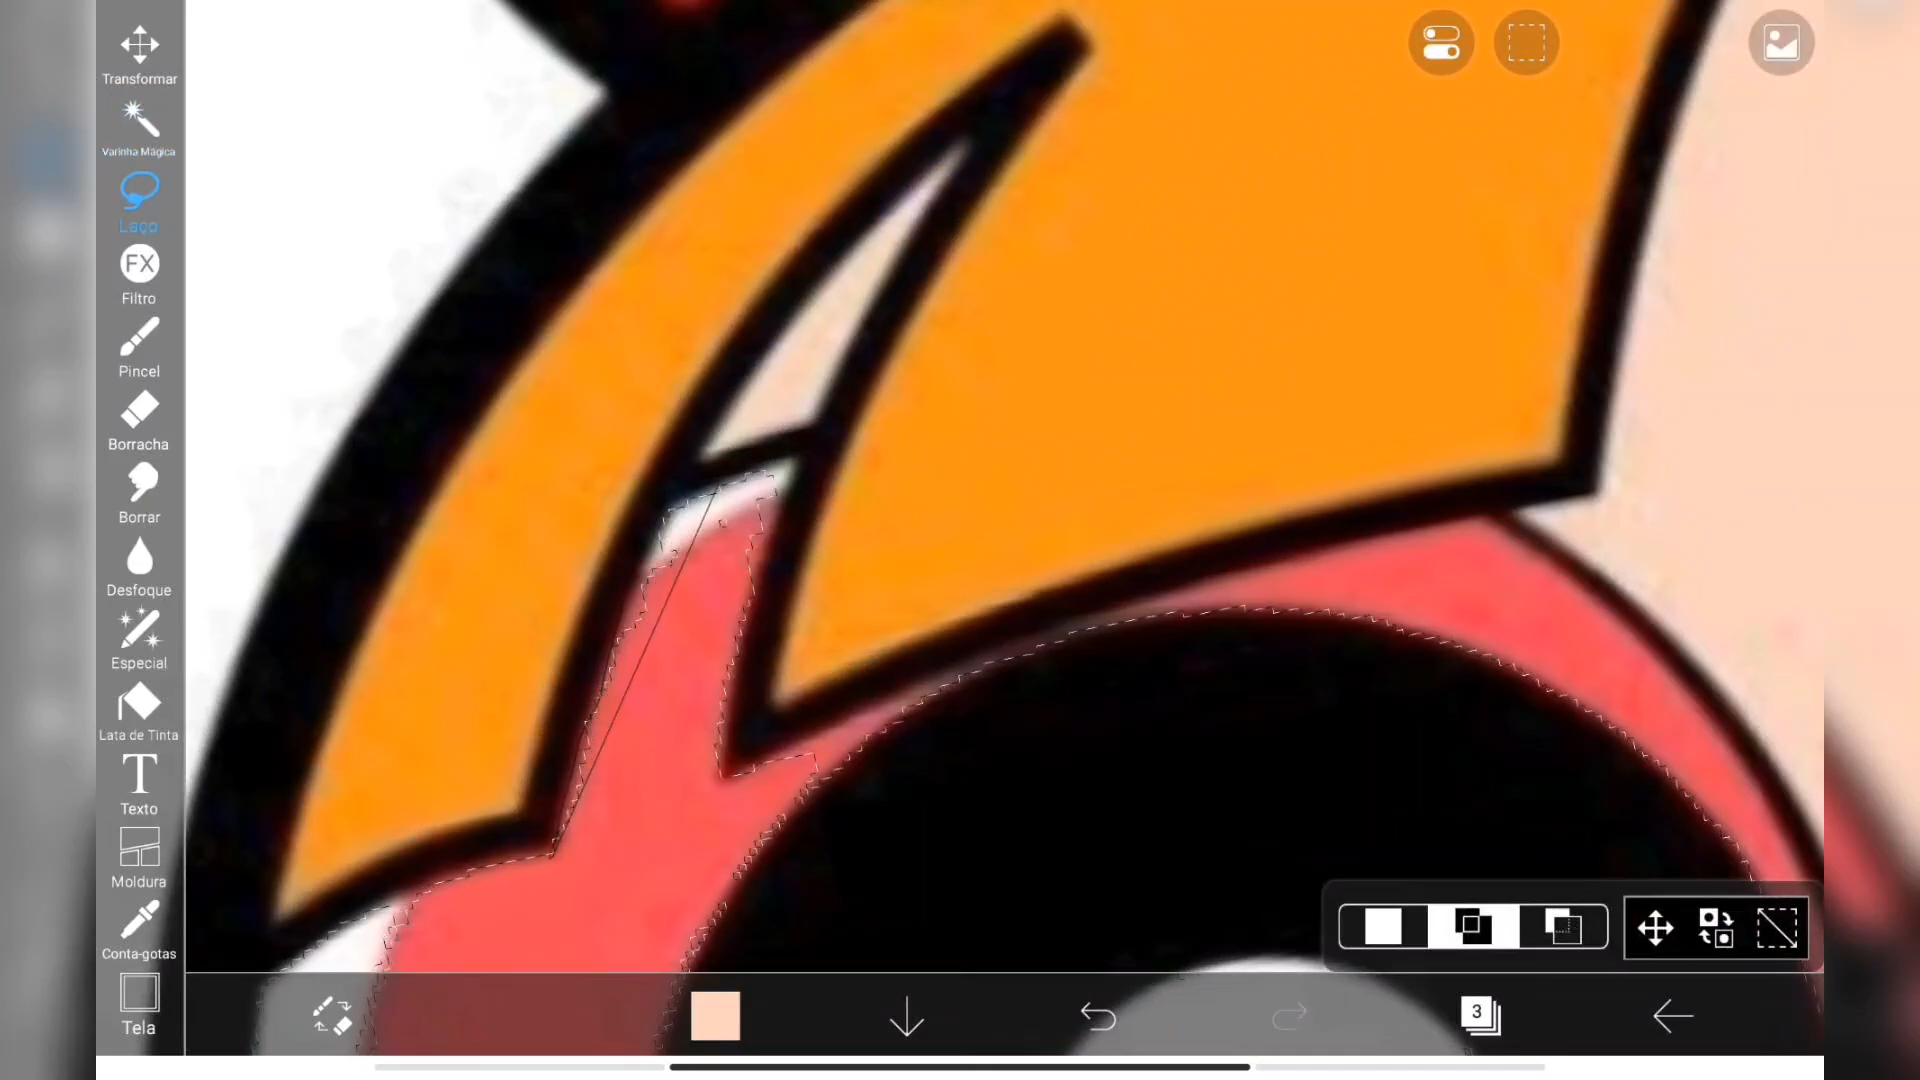 Transformar
Varinha Mágica
Laço
FX
Filtro
Pincel
Borracha
Borrar
Desfoque
Especial
Lata de Tinta
T
Texto
Moldura
Conta-gotas
Tela
3